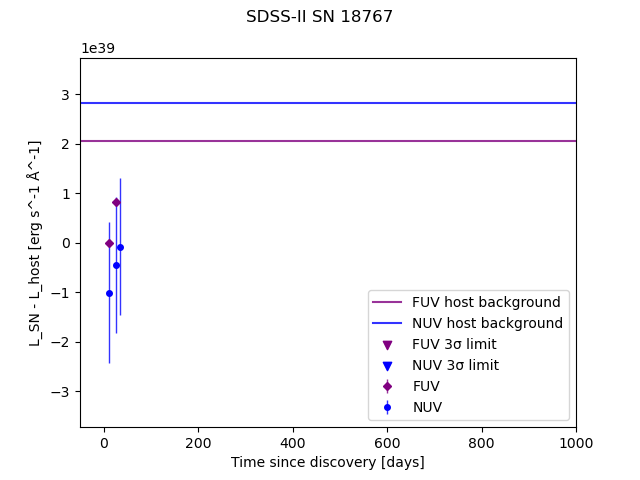 SDSS-II SN 18767
1e39
L_SN - L_host [erg s^-1 Å^-1]
3
2
1
0
−1
−2
−3
FUV host background
NUV host background
FUV 3σ limit
NUV 3σ limit
FUV
NUV
0
200
400
600
800
1000
Time since discovery [days]